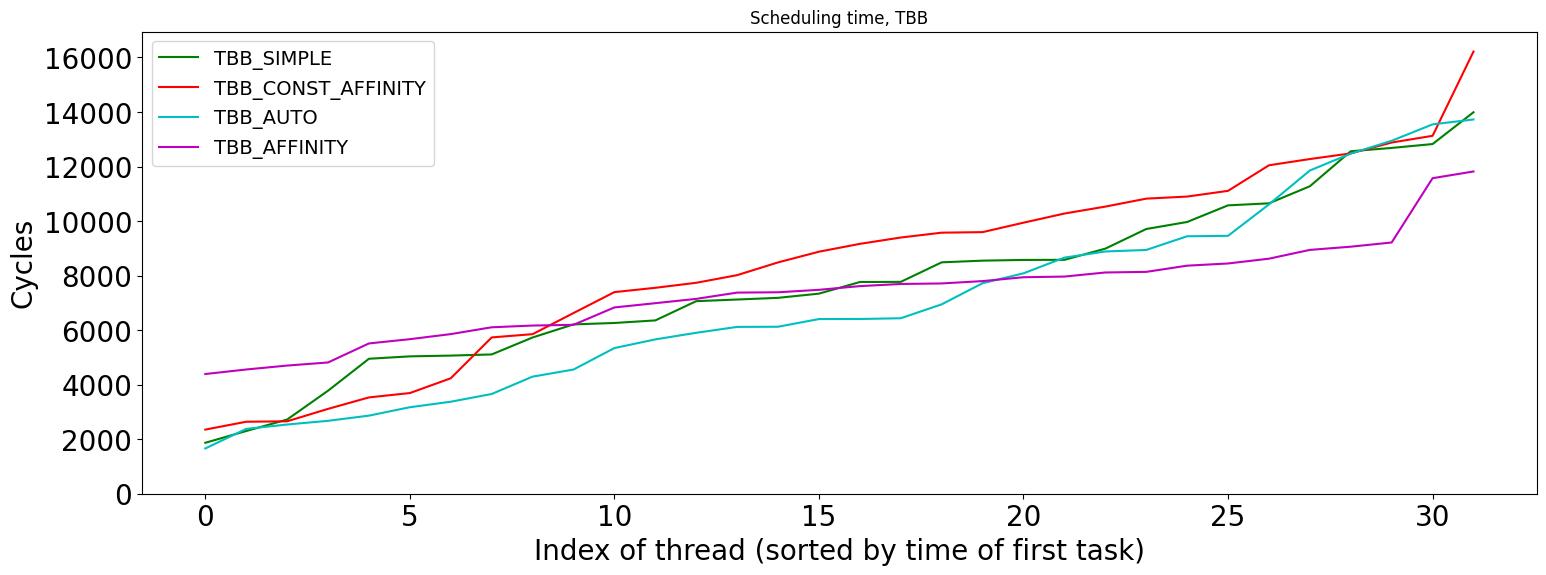 Scheduling time, TBB
TBB_SIMPLE
TBB_CONST_AFFINITY
TBB_AUTO
TBB_AFFINITY
16000
14000
12000
10000
8000
6000
4000
2000
0
Cycles
0 5 10 15 20 25 30
Index of thread (sorted by time of first task)